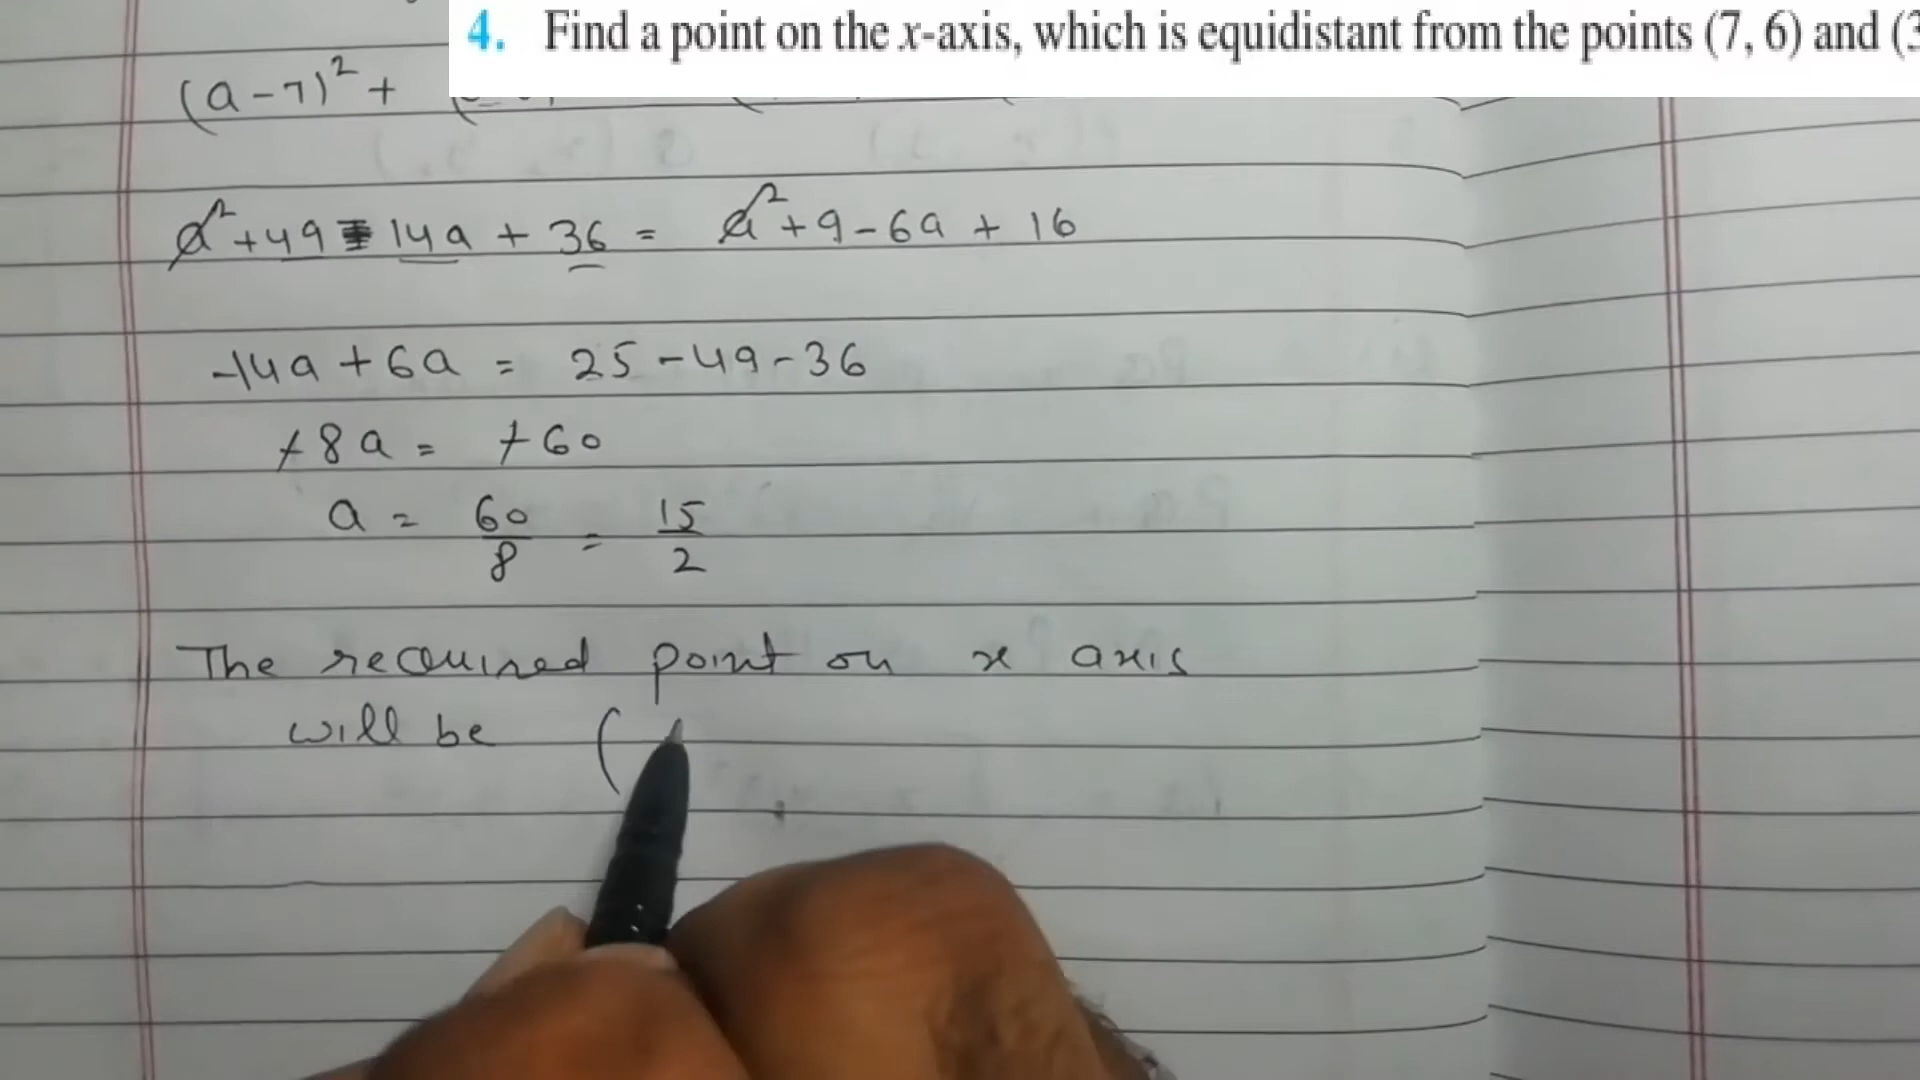 4. Find a point on the x-axis, which is equidistant from the points (7, 6) and (3
(a-7)² +
a² + 49 - 14a + 36 = a² + 9 - 6a + 16
-14a + 6a = 25 - 49 - 36
-8a = -60
a = 60/8 = 15/2
The required point on x axis
will be (